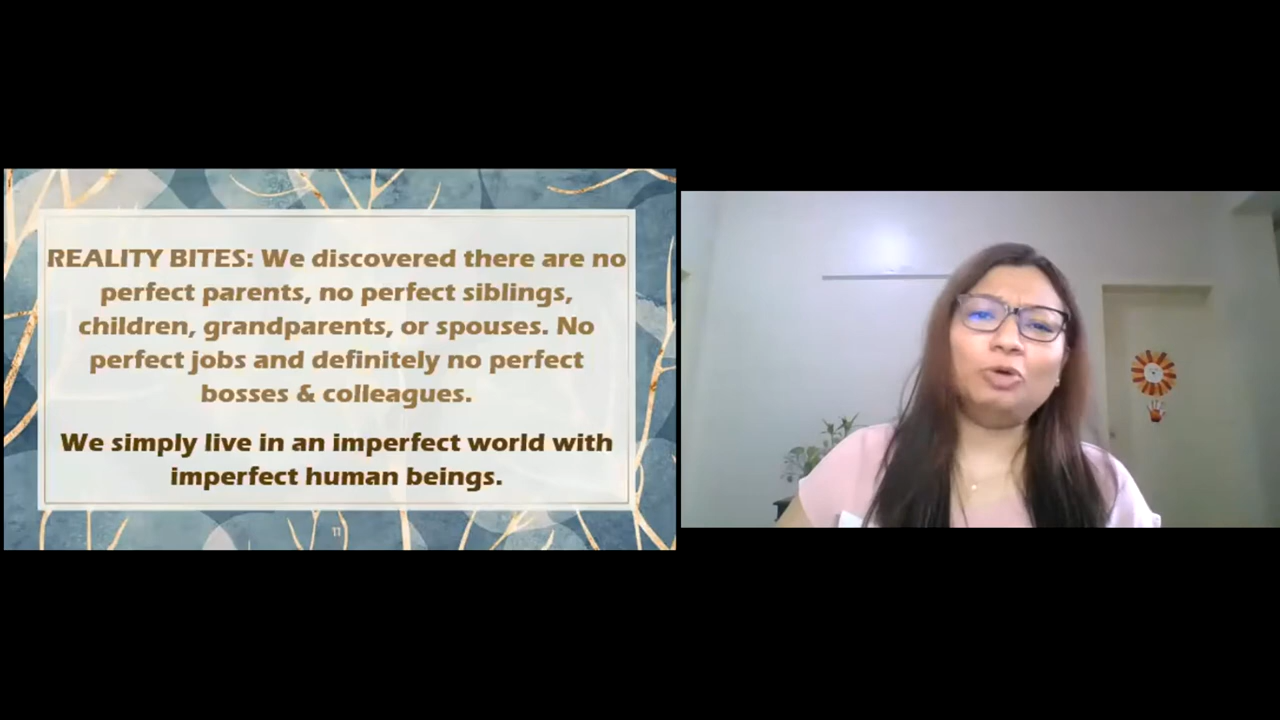 REALITY BITES: We discovered there are no
perfect parents, no perfect siblings,
children, grandparents, or spouses. No
perfect jobs and definitely no perfect
bosses & colleagues.
We simply live in an imperfect world with
imperfect human beings.
11